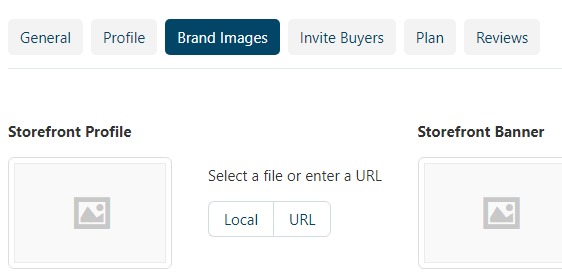 General Profile Brand Images Invite Buyers Plan Reviews
Storefront Profile Storefront Banner
Select a file or enter a URL
Local URL